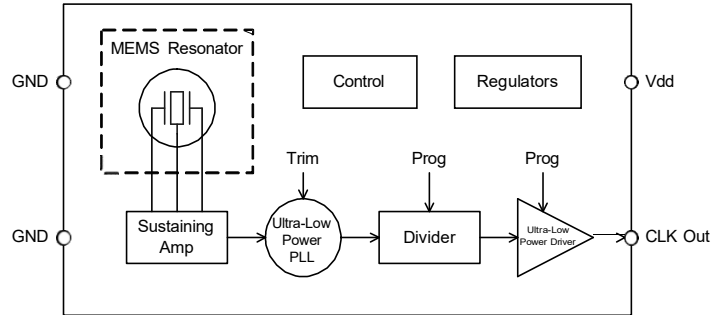 MEMS Resonator
GND
Control
Regulators
Vdd
Trim
Prog
Prog
GND
Sustaining
Amp
Ultra-Low
Power
PLL
Divider
Ultra-Low
Power Driver
CLK Out